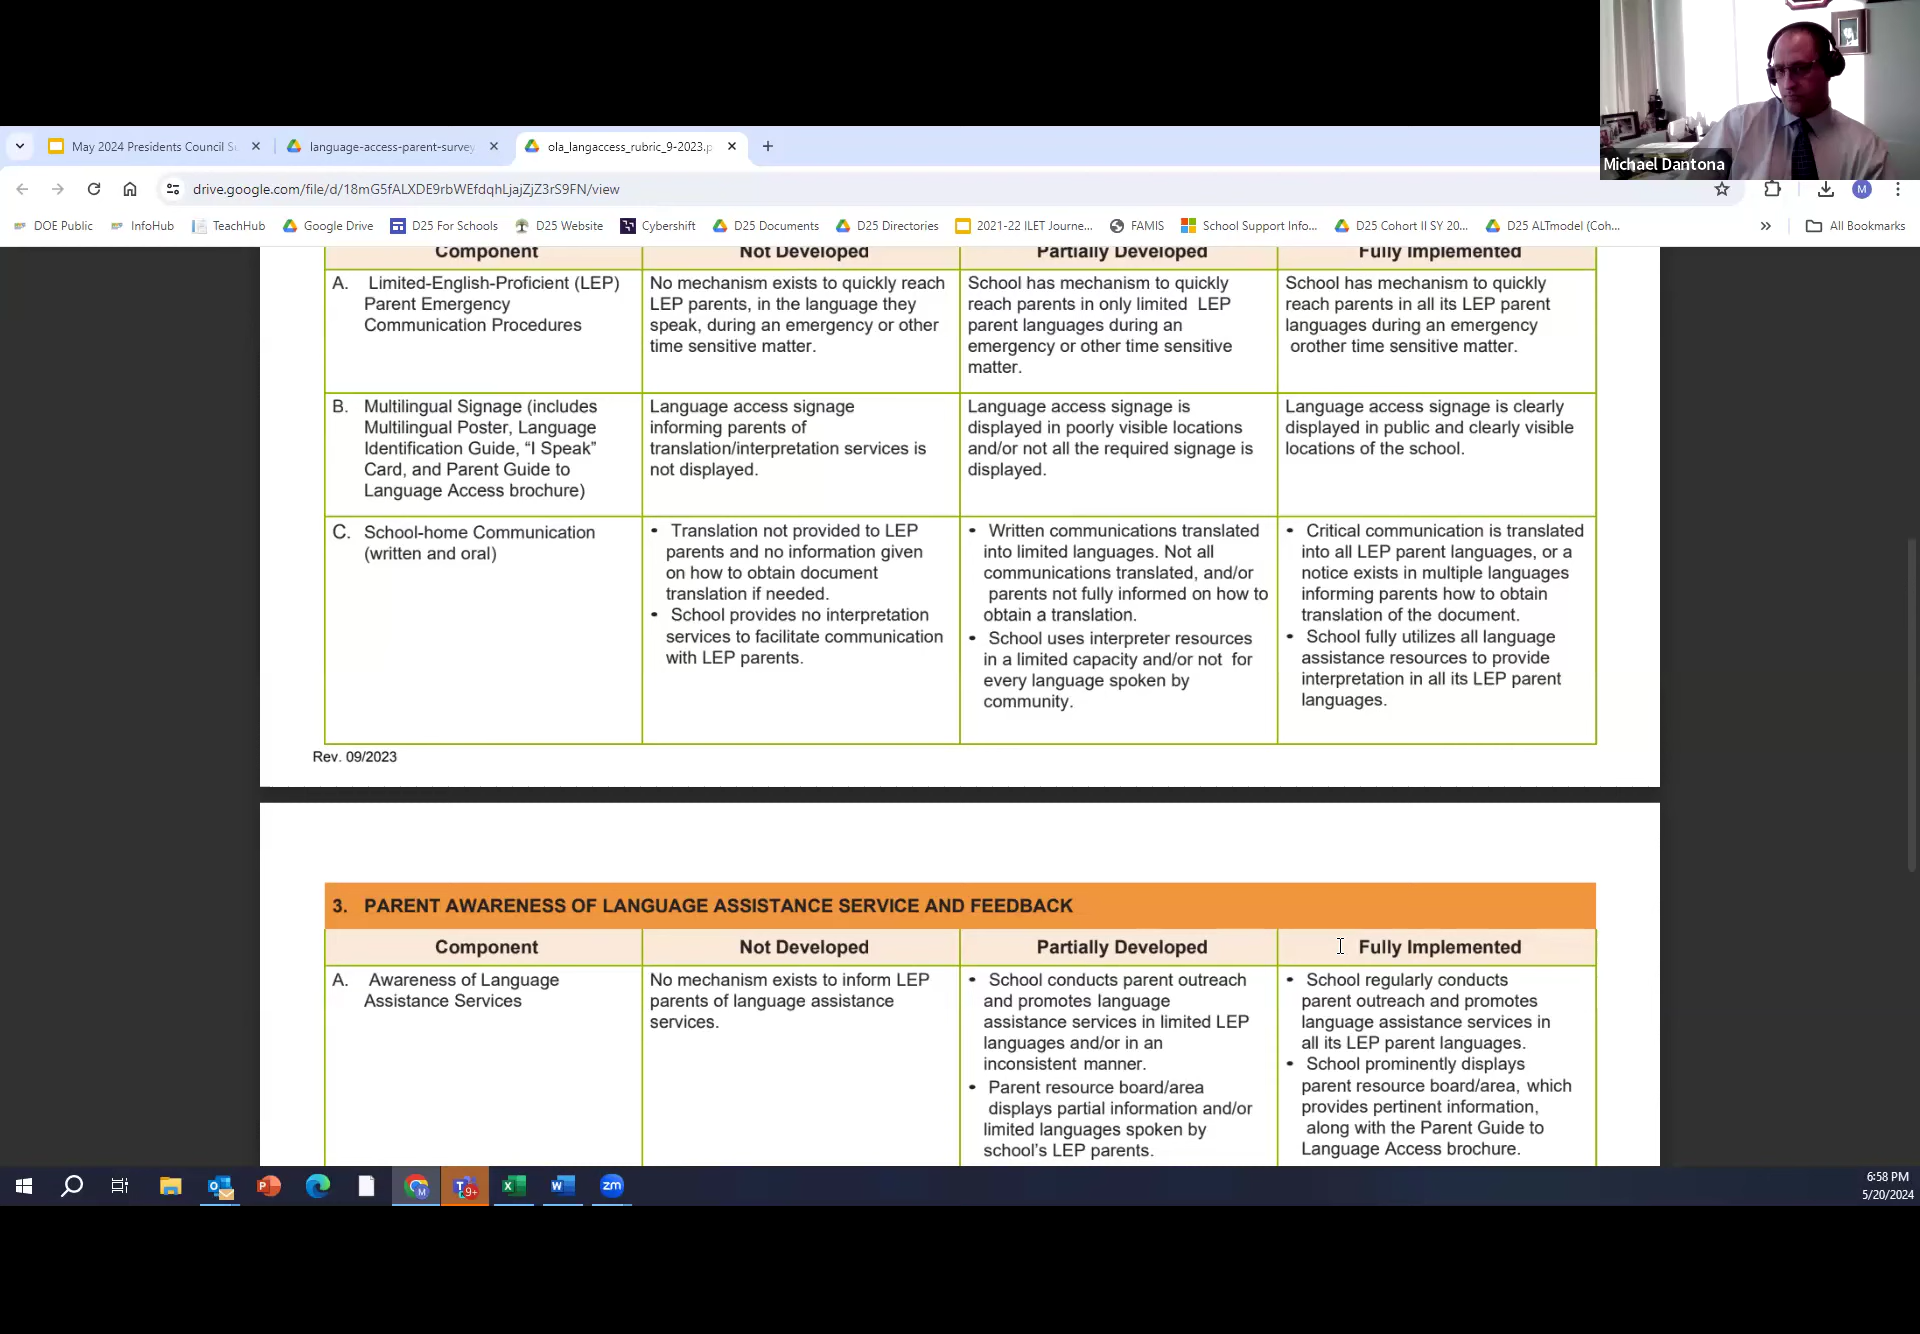 Michael Dantona
May 2024 Presidents Council Su
language-access-parent-survey
ola_langaccess_rubric_9-2023.p
drive.google.com/file/d/18mG5fALXDE9rbWEfdqhLjajZjZ3rS9FN/view
M
DOE Public
InfoHub
TeachHub
Google Drive
D25 For Schools
D25 Website
Cybershift
D25 Documents
D25 Directories
2021-22 ILET Journe...
FAMIS
School Support Info...
D25 Cohort II SY 20...
D25 ALTmodel (Coh...
All Bookmarks
Component
Not Developed
Partially Developed
Fully Implemented
A. Limited-English-Proficient (LEP)
Parent Emergency
Communication Procedures
No mechanism exists to quickly reach
LEP parents, in the language they
speak, during an emergency or other
time sensitive matter.
School has mechanism to quickly
reach parents in only limited LEP
parent languages during an
emergency or other time sensitive
matter.
School has mechanism to quickly
reach parents in all its LEP parent
languages during an emergency
orother time sensitive matter.
B. Multilingual Signage (includes
Multilingual Poster, Language
Identification Guide, “I Speak”
Card, and Parent Guide to
Language Access brochure)
Language access signage
informing parents of
translation/interpretation services is
not displayed.
Language access signage is
displayed in poorly visible locations
and/or not all the required signage is
displayed.
Language access signage is clearly
displayed in public and clearly visible
locations of the school.
C. School-home Communication
(written and oral)
• Translation not provided to LEP
parents and no information given
on how to obtain document
translation if needed.
• School provides no interpretation
services to facilitate communication
with LEP parents.
• Written communications translated
into limited languages. Not all
communications translated, and/or
parents not fully informed on how to
obtain a translation.
• School uses interpreter resources
in a limited capacity and/or not for
every language spoken by
community.
• Critical communication is translated
into all LEP parent languages, or a
notice exists in multiple languages
informing parents how to obtain
translation of the document.
• School fully utilizes all language
assistance resources to provide
interpretation in all its LEP parent
languages.
Rev. 09/2023
3. PARENT AWARENESS OF LANGUAGE ASSISTANCE SERVICE AND FEEDBACK
Component
Not Developed
Partially Developed
Fully Implemented
A. Awareness of Language
Assistance Services
No mechanism exists to inform LEP
parents of language assistance
services.
• School conducts parent outreach
and promotes language
assistance services in limited LEP
languages and/or in an
inconsistent manner.
• Parent resource board/area
displays partial information and/or
limited languages spoken by
school's LEP parents.
• School regularly conducts
parent outreach and promotes
language assistance services in
all its LEP parent languages.
• School prominently displays
parent resource board/area, which
provides pertinent information,
along with the Parent Guide to
Language Access brochure.
9+
zm
6:58 PM
5/20/2024